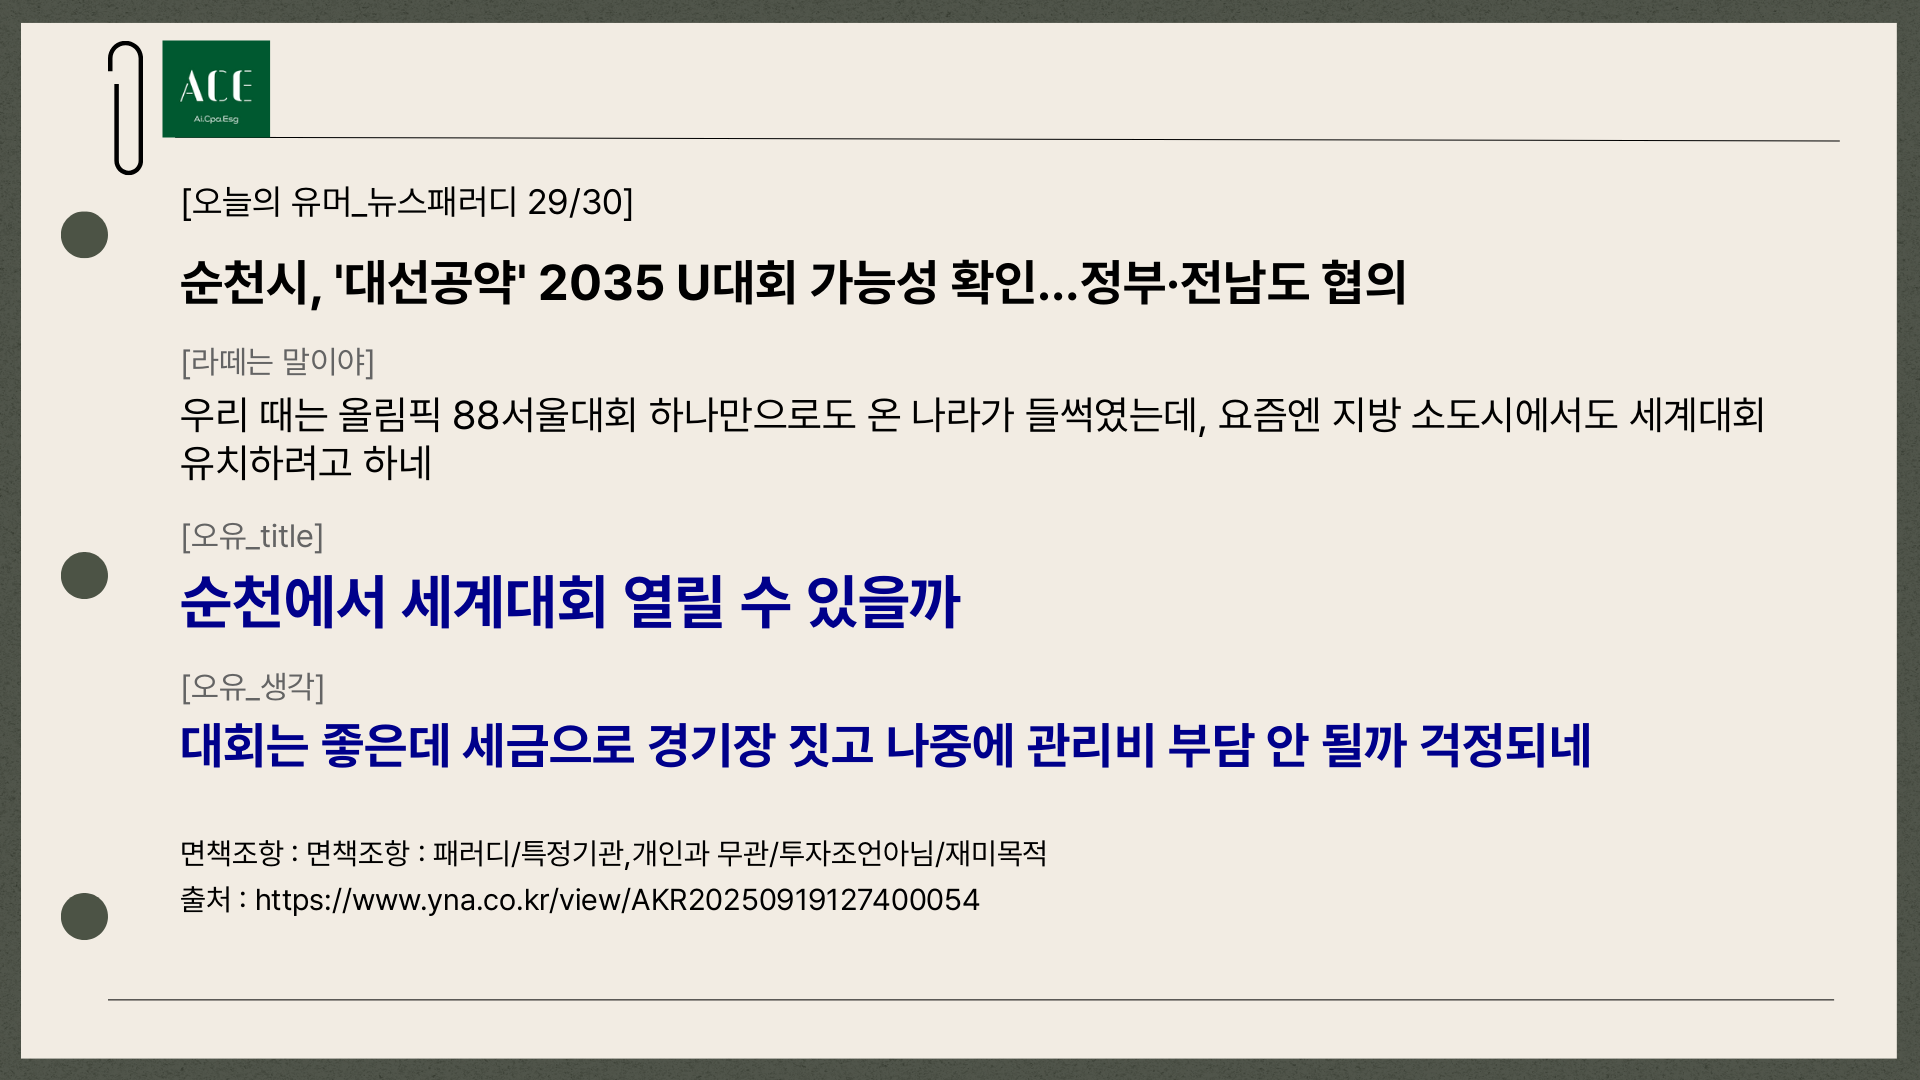 ACE
Ai.Cpa.Esg
[오늘의 유머_뉴스패러디 29/30]
순천시, '대선공약' 2035 U대회 가능성 확인…정부·전남도 협의
[라떼는 말이야]
우리 때는 올림픽 88서울대회 하나만으로도 온 나라가 들썩였는데, 요즘엔 지방 소도시에서도 세계대회
유치하려고 하네
[오유_title]
순천에서 세계대회 열릴 수 있을까
[오유_생각]
대회는 좋은데 세금으로 경기장 짓고 나중에 관리비 부담 안 될까 걱정되네
면책조항 : 면책조항 : 패러디/특정기관,개인과 무관/투자조언아님/재미목적
출처 : https://www.yna.co.kr/view/AKR20250919127400054